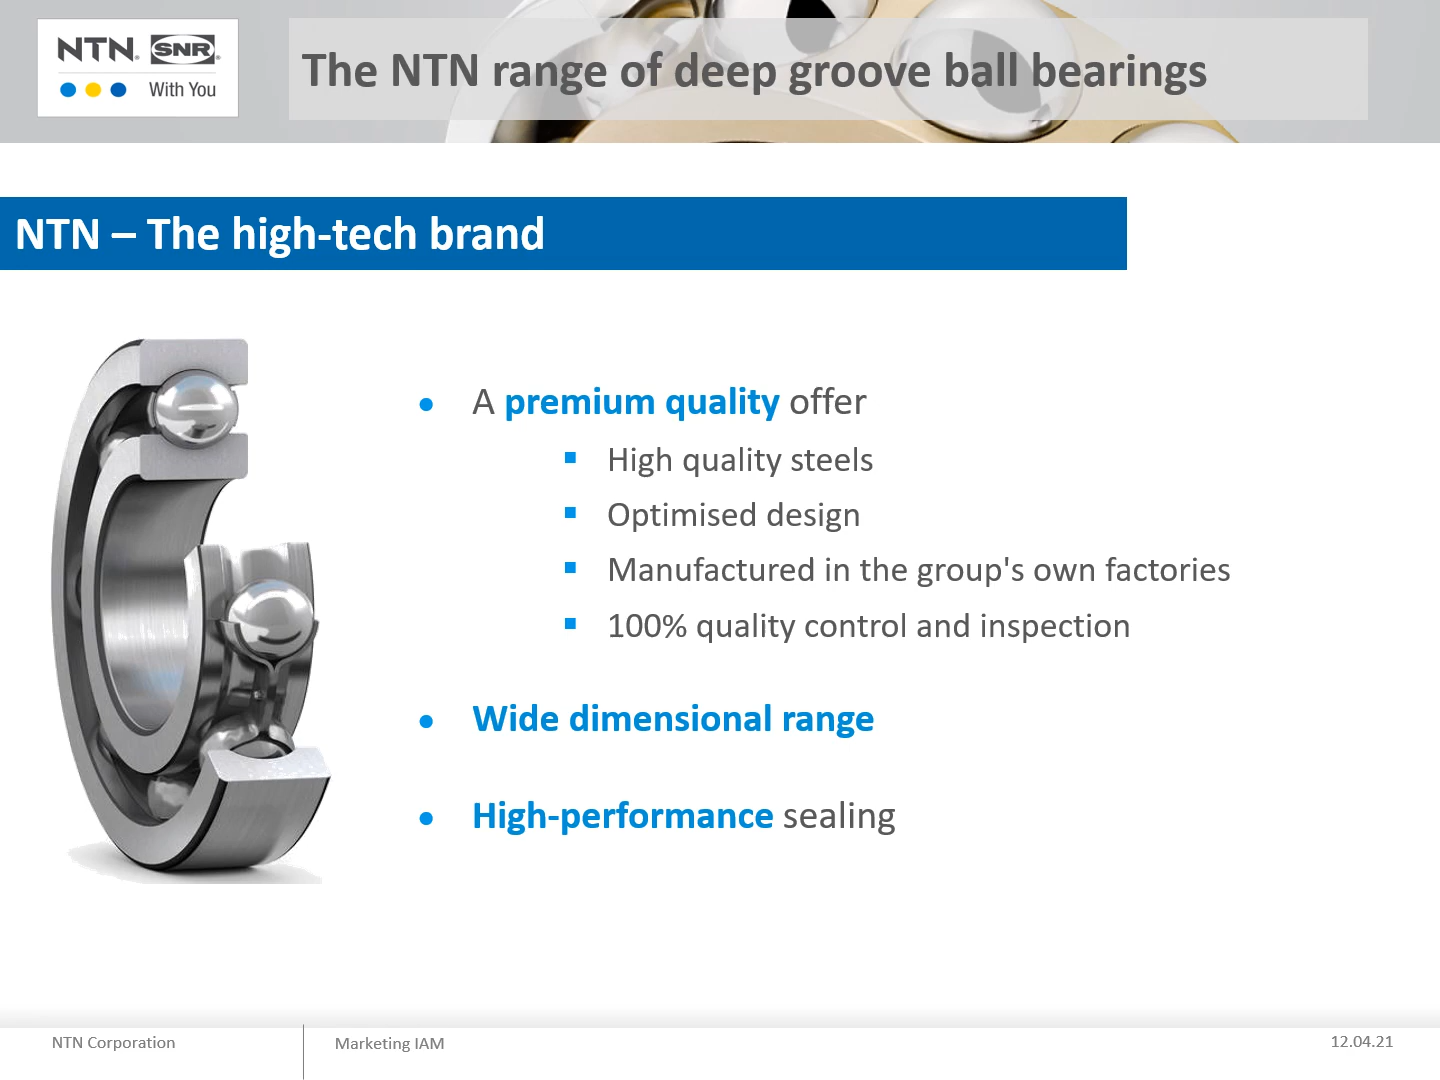 NTN. SNR.
With You
The NTN range of deep groove ball bearings
NTN – The high-tech brand
A premium quality offer
High quality steels
Optimised design
Manufactured in the group's own factories
100% quality control and inspection
Wide dimensional range
High-performance sealing
NTN Corporation
Marketing IAM
12.04.21